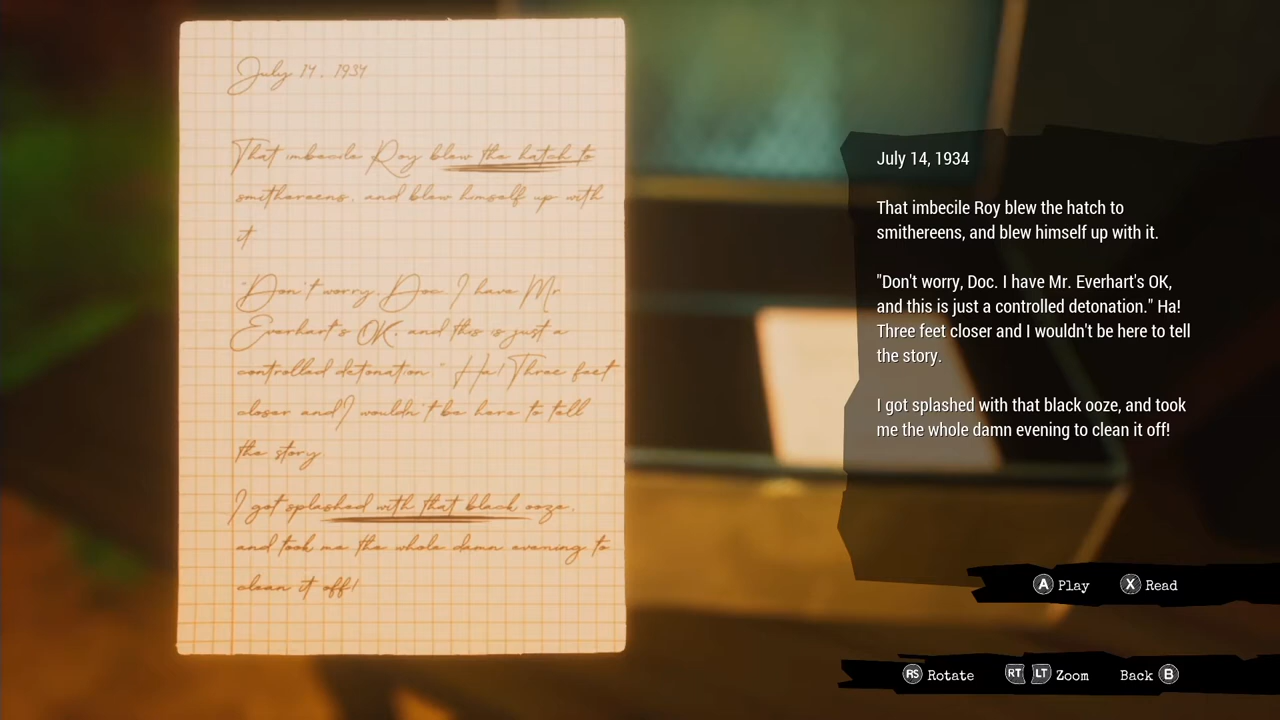 July 14, 1934
That imbecile Roy blew the hatch to
smithereens, and blew himself up with
it
"Don't worry, Doc. I have Mr.
Everhart's OK, and this is just a
controlled detonation." Ha! Three feet
closer and I wouldn't be here to tell
the story
I got splashed with that black ooze,
and took me the whole damn evening to
clean it off!
July 14, 1934
That imbecile Roy blew the hatch to
smithereens, and blew himself up with it.
"Don't worry, Doc. I have Mr. Everhart's OK,
and this is just a controlled detonation." Ha!
Three feet closer and I wouldn't be here to tell
the story.
I got splashed with that black ooze, and took
me the whole damn evening to clean it off!
A Play X Read
RS Rotate RT LT Zoom Back B